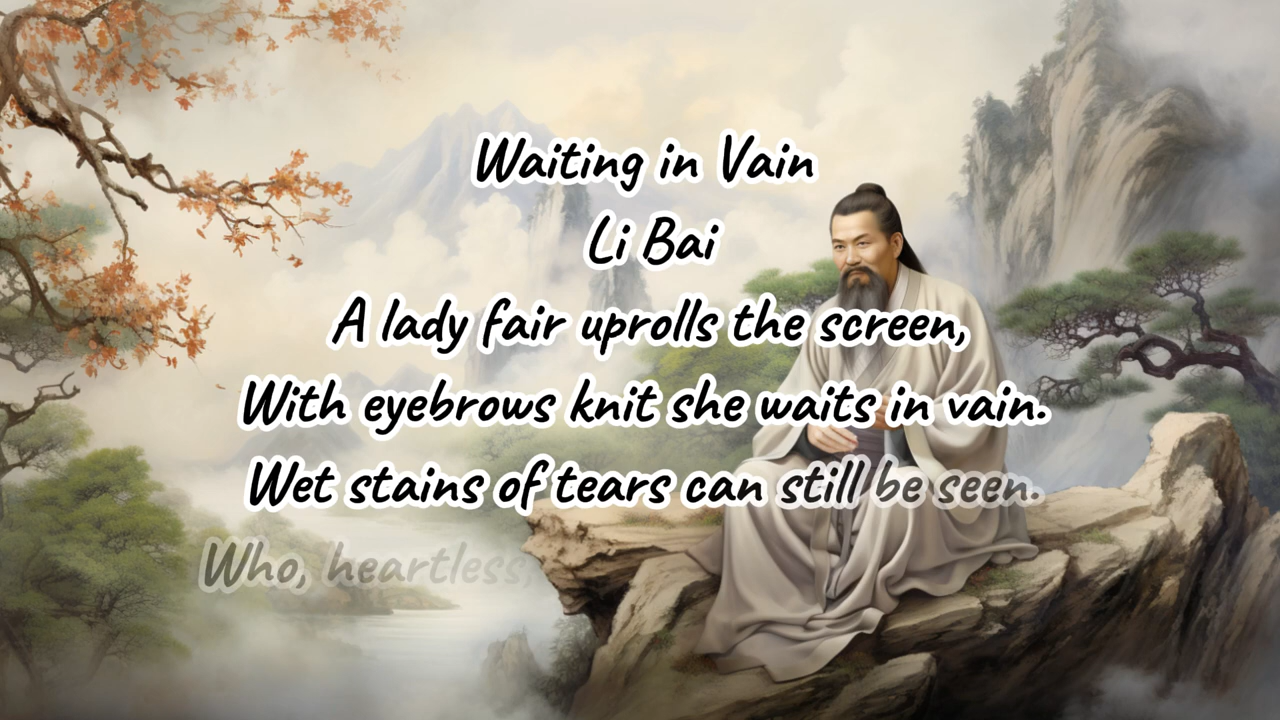 Waiting in Vain
Li Bai
A lady fair uprolls the screen,
With eyebrows knit she waits in vain.
Wet stains of tears can still be seen.
Who, heartless,